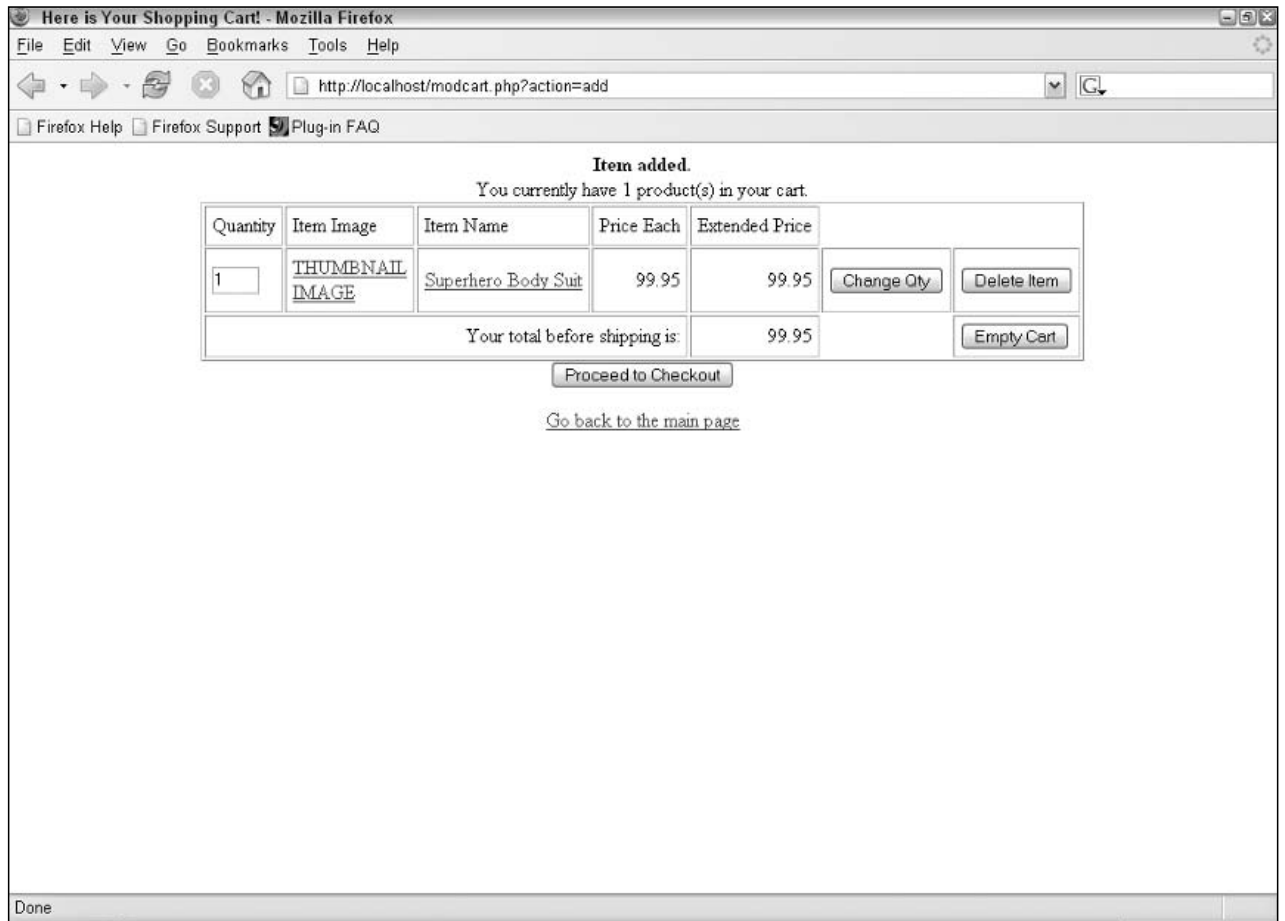 Here is Your Shopping Cart! - Mozilla Firefox
File Edit View Go Bookmarks Tools Help
http://localhost/modcart.php?action=add
G
Firefox Help Firefox Support Plug-in FAQ
Item added.
You currently have 1 product(s) in your cart.
Quantity Item Image Item Name Price Each Extended Price
1 THUMBNAIL IMAGE Superhero Body Suit 99.95 99.95 Change Qty Delete Item
Your total before shipping is: 99.95 Empty Cart
Proceed to Checkout
Go back to the main page
Done